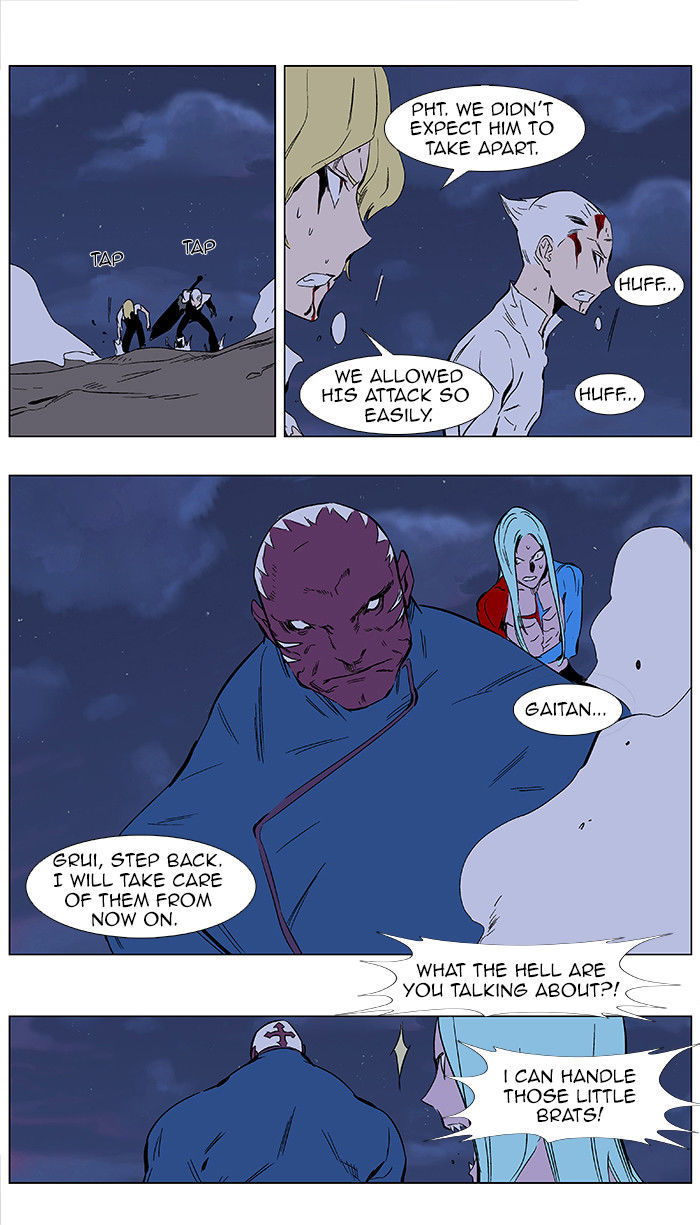 TAP
TAP
PHT. WE DIDN'T
EXPECT HIM TO
TAKE APART.
HUFF...
WE ALLOWED
HIS ATTACK SO
EASILY.
HUFF...
GAITAN...
GRUI, STEP BACK.
I WILL TAKE CARE
OF THEM FROM
NOW ON.
WHAT THE HELL ARE
YOU TALKING ABOUT?!
I CAN HANDLE
THOSE LITTLE
BRATS!